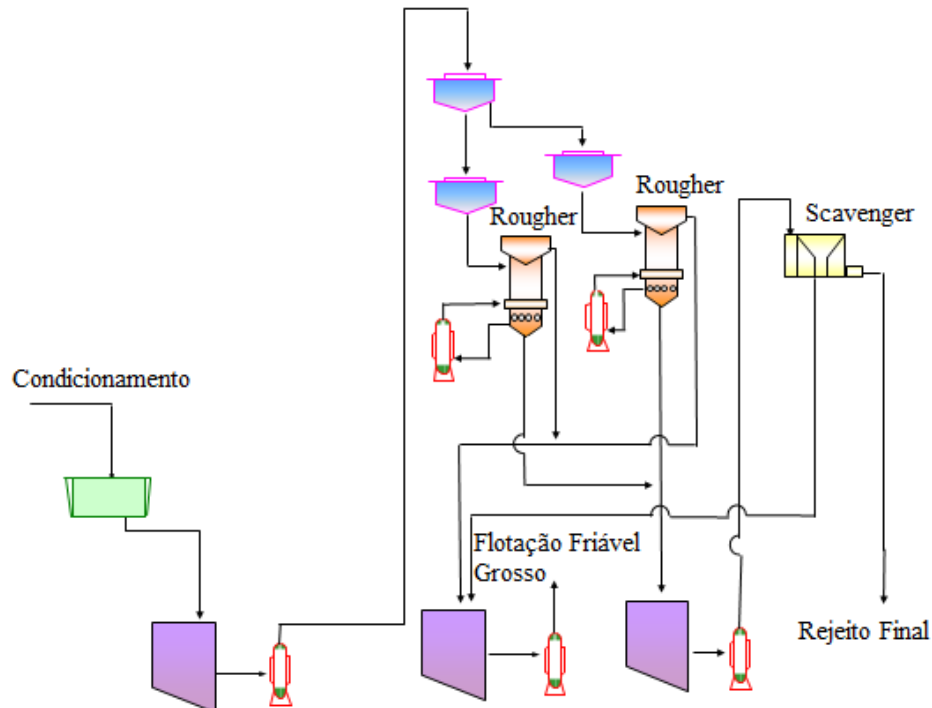 Rougher
Rougher
Scavenger
Condicionamento
Flotação Friável
Grosso
Rejeito Final